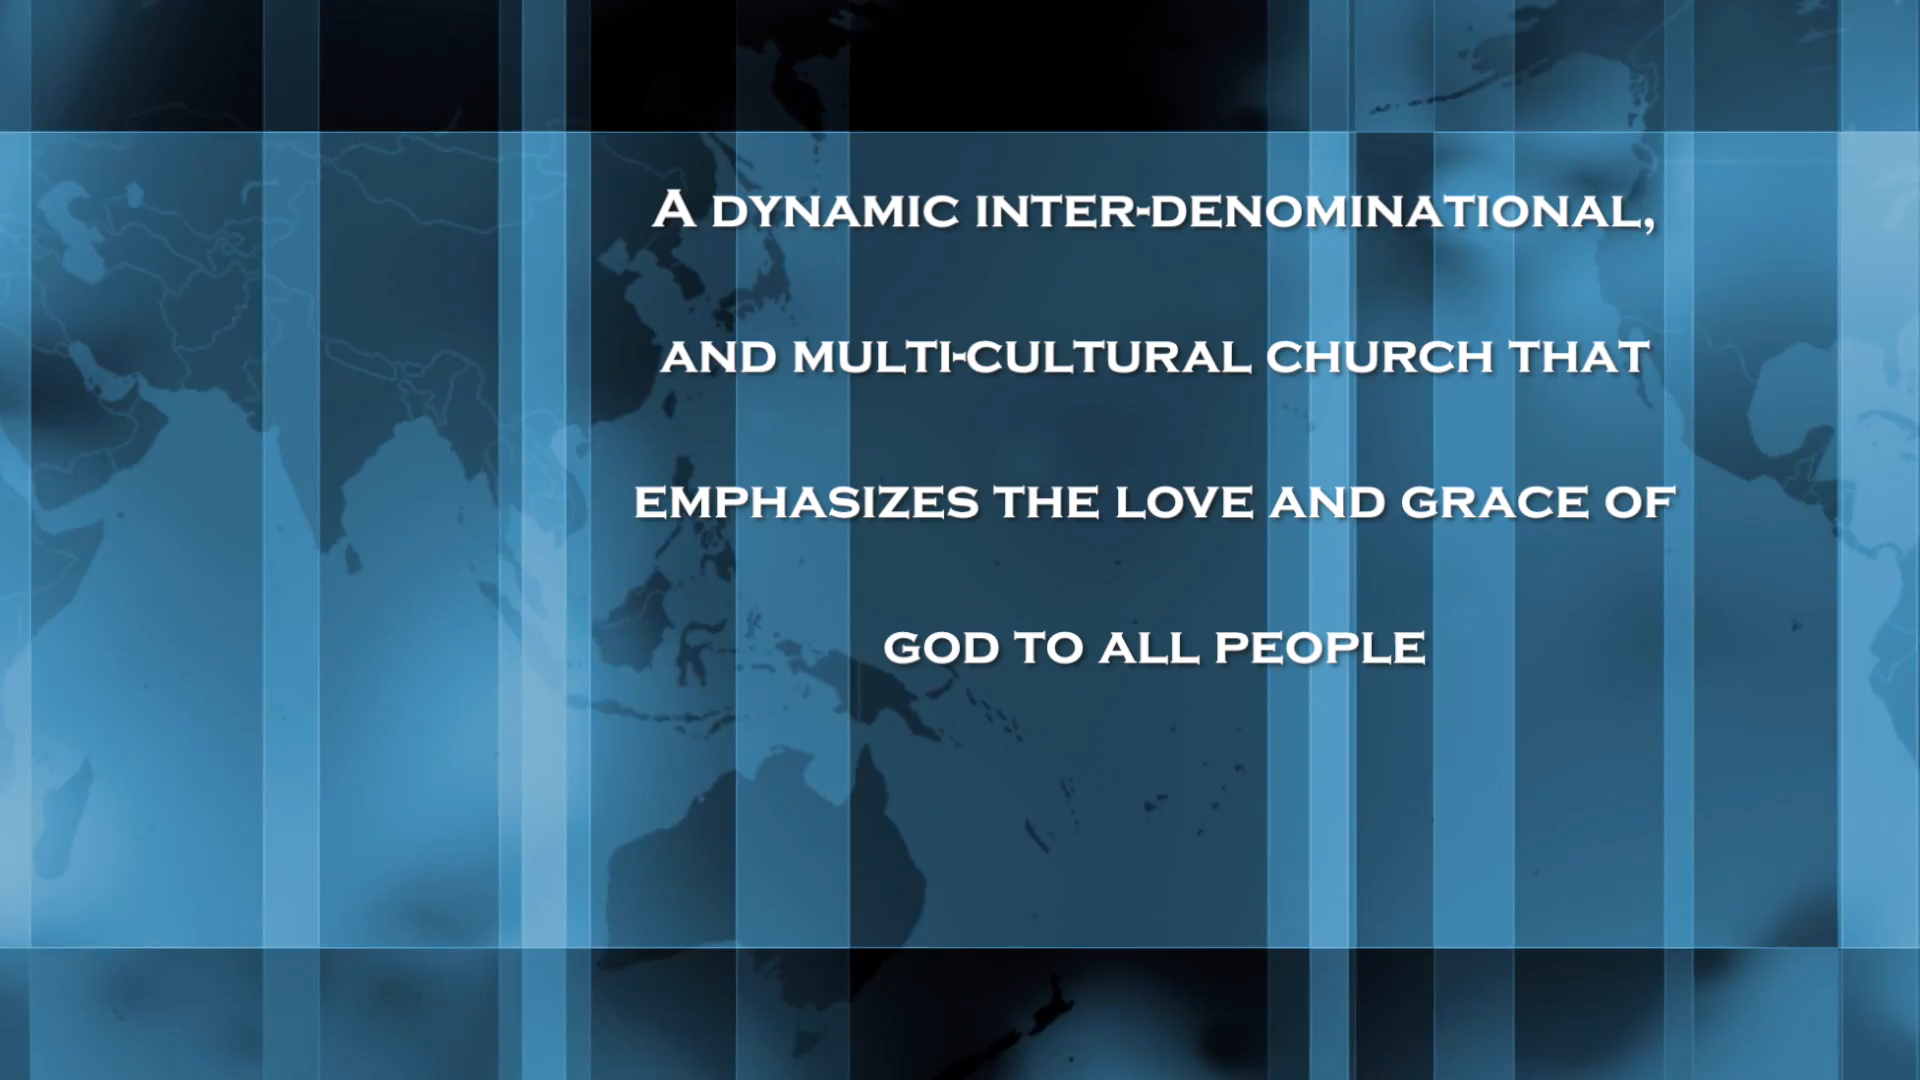 A DYNAMIC INTER-DENOMINATIONAL,
AND MULTI-CULTURAL CHURCH THAT
EMPHASIZES THE LOVE AND GRACE OF
GOD TO ALL PEOPLE